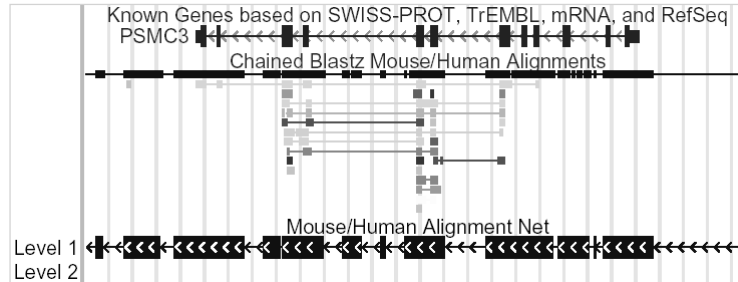 Known Genes based on SWISS-PROT, TrEMBL, mRNA, and RefSeq
PSMC3
Chained Blastz Mouse/Human Alignments
Mouse/Human Alignment Net
Level 1
Level 2